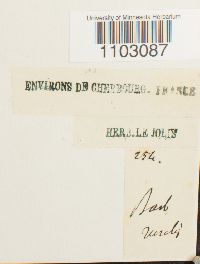 University of Minnesota Herbarium
1103087
ENVIRONS DE CHERBOURG. FRANCE
HERB. LE JOLIS
254.